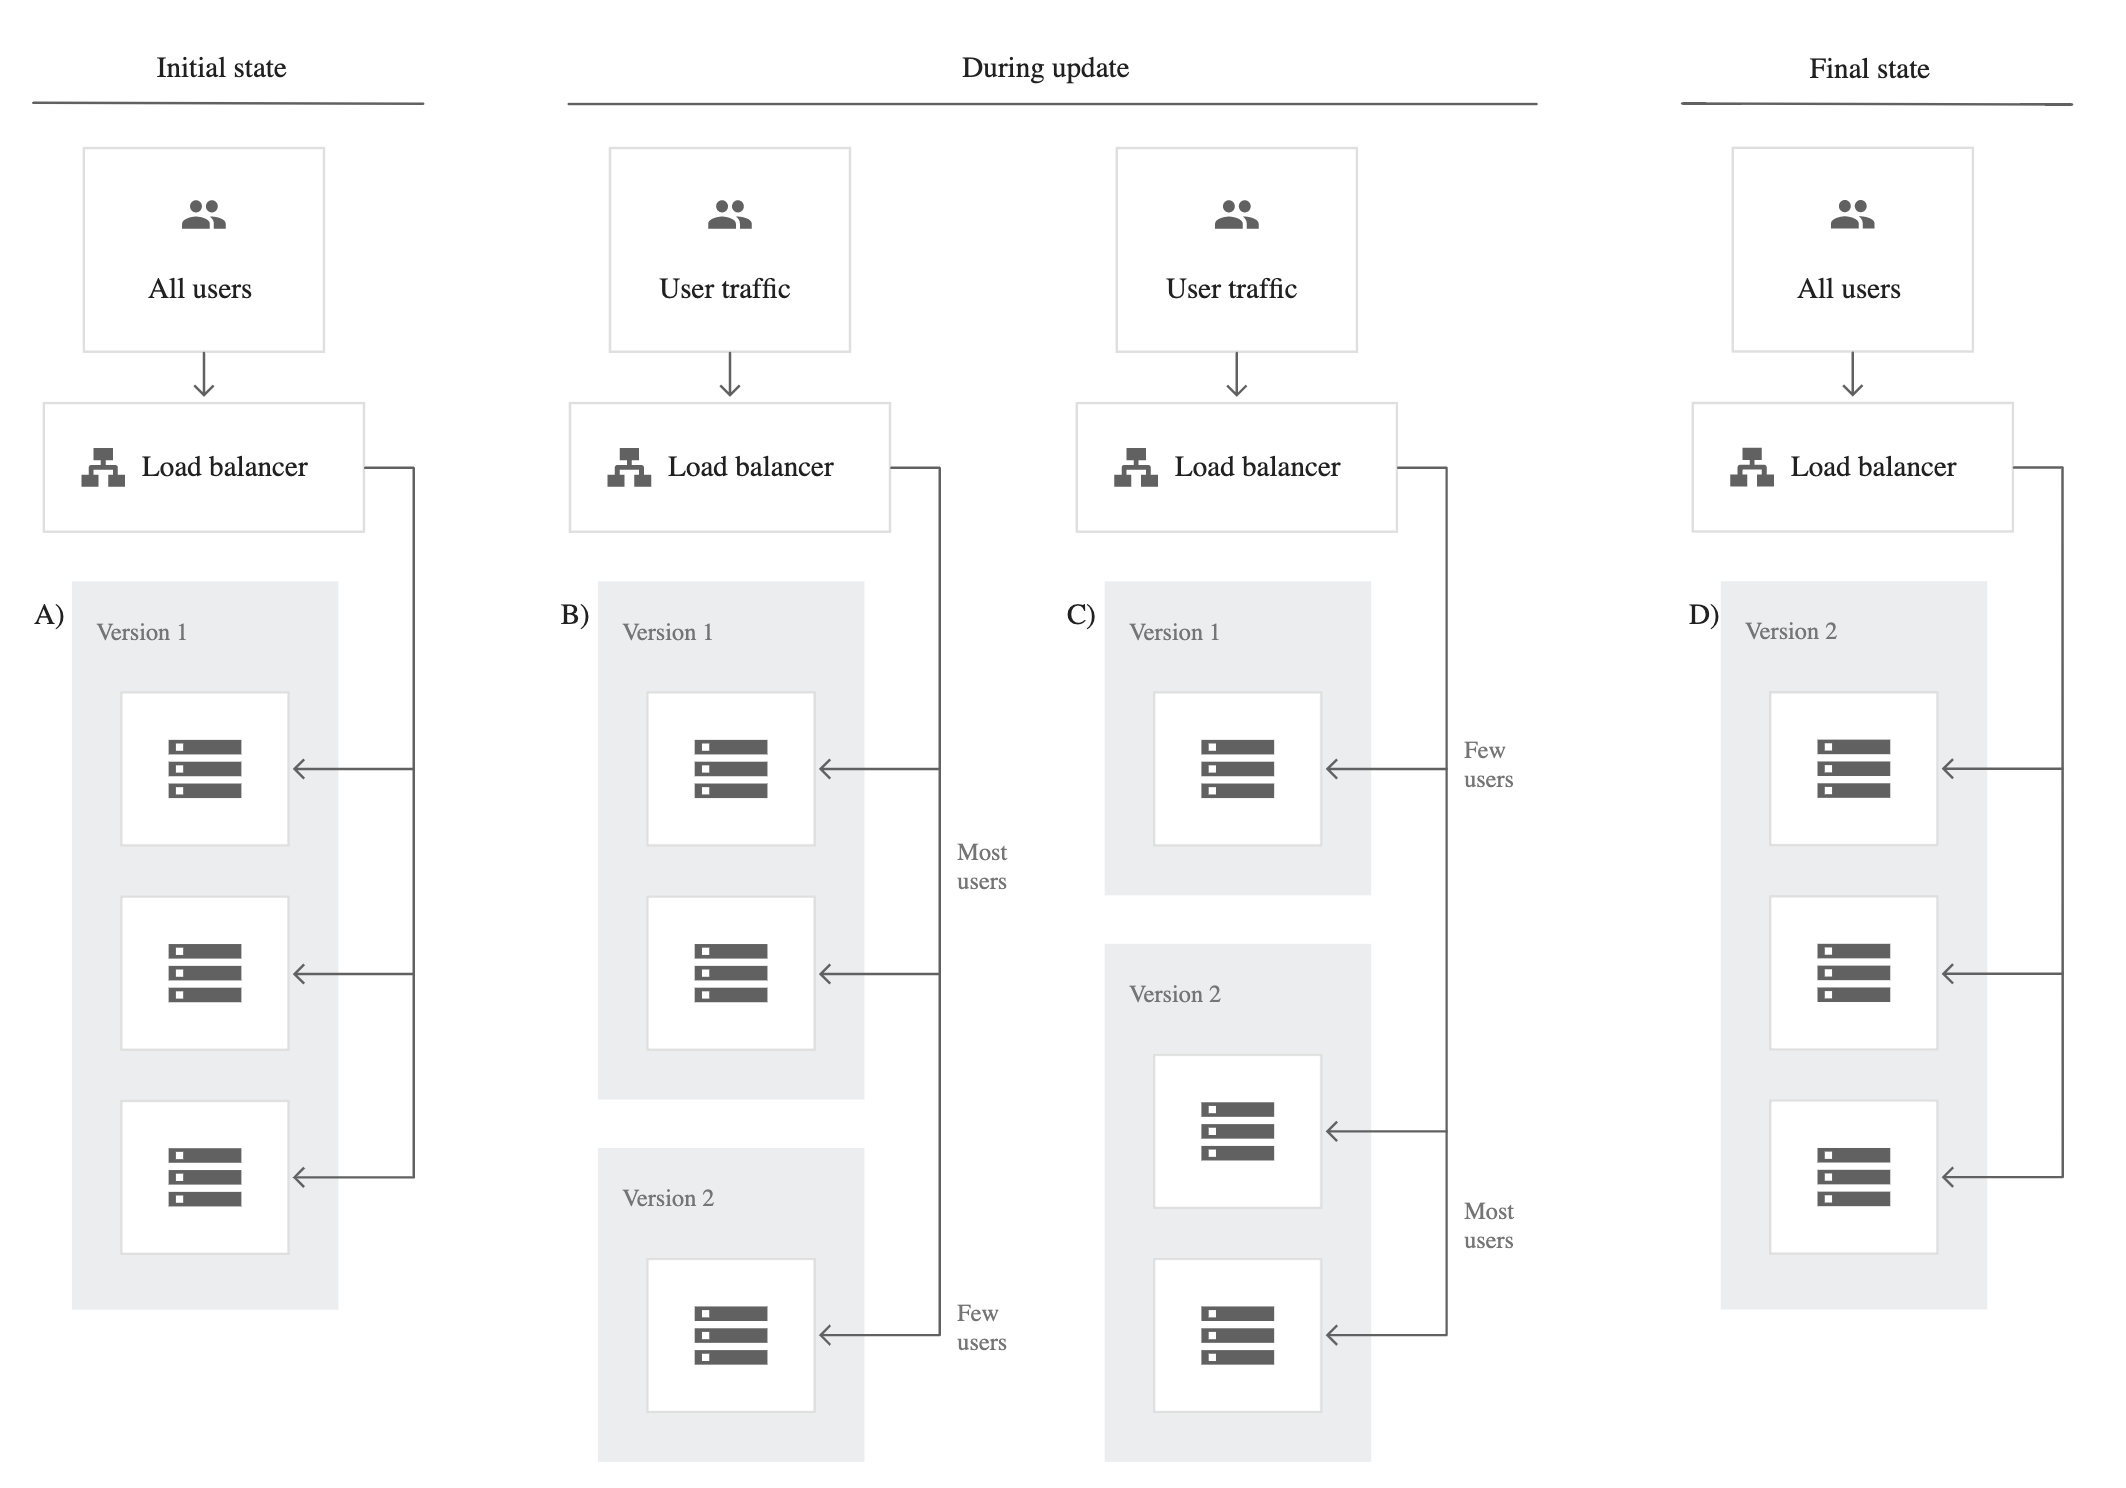 Initial state
During update
Final state
All users
User traffic
User traffic
All users
Load balancer
Load balancer
Load balancer
Load balancer
A)
Version 1
B)
Version 1
Most
users
Version 2
Few
users
C)
Version 1
Few
users
Version 2
Most
users
D)
Version 2